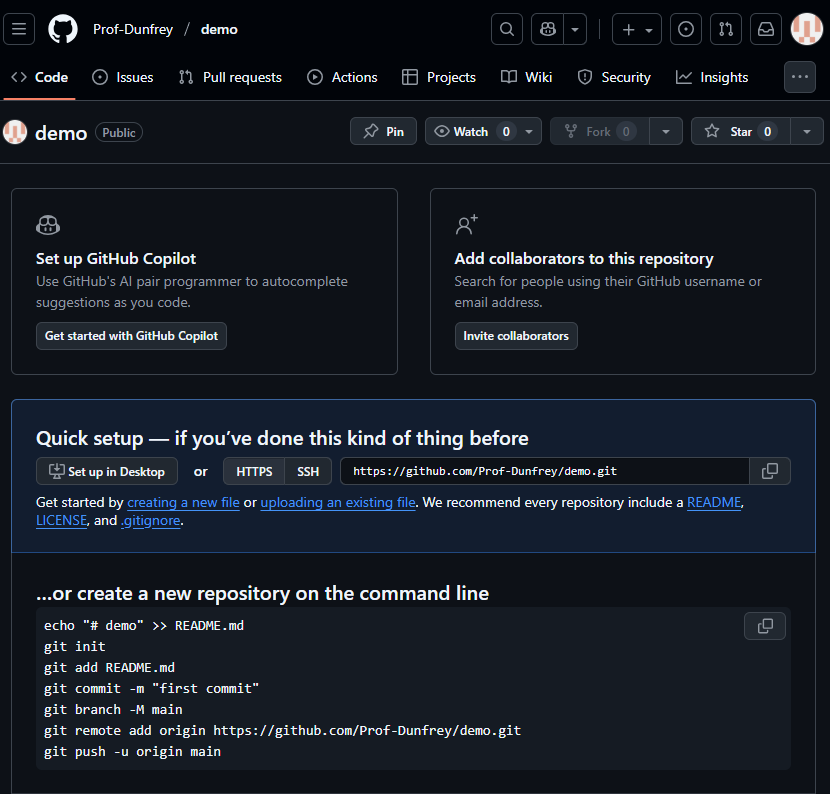 Prof-Dunfrey / demo
Code Issues Pull requests Actions Projects Wiki Security Insights
demo Public Pin Watch 0 Fork 0 Star 0
Set up GitHub Copilot
Use GitHub's AI pair programmer to autocomplete
suggestions as you code.
Get started with GitHub Copilot
Add collaborators to this repository
Search for people using their GitHub username or
email address.
Invite collaborators
Quick setup — if you’ve done this kind of thing before
Set up in Desktop or HTTPS SSH https://github.com/Prof-Dunfrey/demo.git
Get started by creating a new file or uploading an existing file. We recommend every repository include a README,
LICENSE, and .gitignore.
…or create a new repository on the command line
echo "# demo" >> README.md
git init
git add README.md
git commit -m "first commit"
git branch -M main
git remote add origin https://github.com/Prof-Dunfrey/demo.git
git push -u origin main